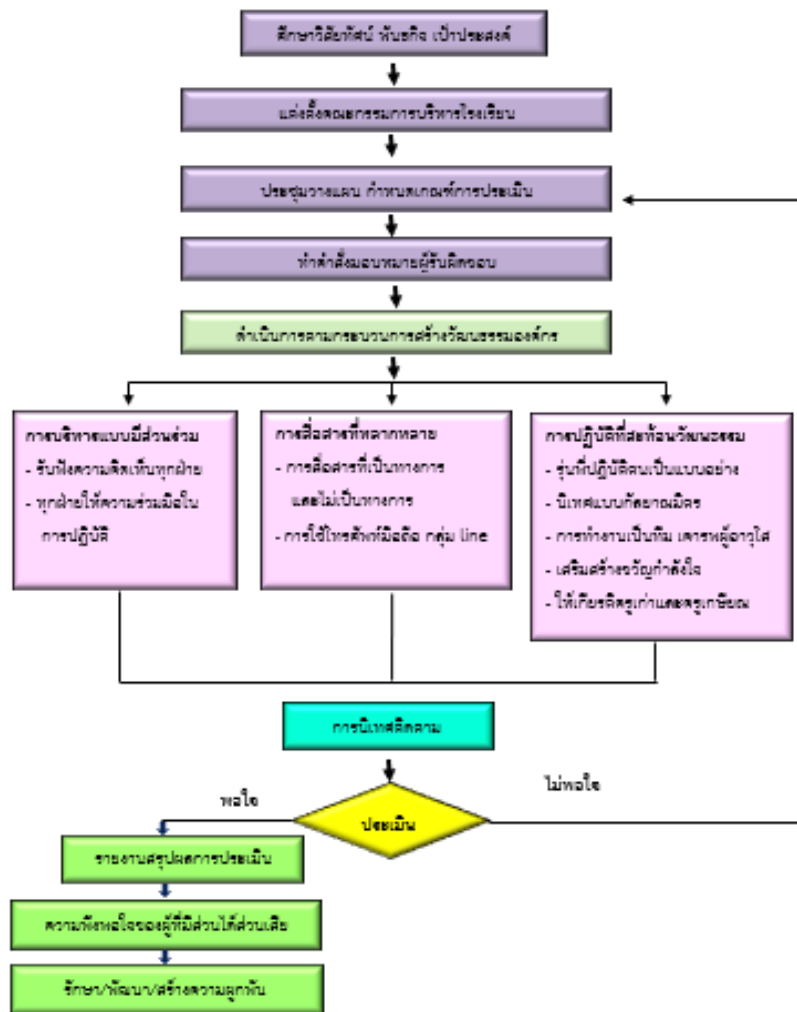 ศึกษาวิสัยทัศน์ พันธกิจ เป้าประสงค์
แต่งตั้งคณะกรรมการบริหารโรงเรียน
ประชุมวางแผน กำหนดเกณฑ์การประเมิน
ทำคำสั่งมอบหมายผู้รับผิดชอบ
ดำเนินการตามกระบวนการสร้างวัฒนธรรมองค์กร
การบริหารแบบมีส่วนร่วม
- รับฟังความคิดเห็นทุกฝ่าย
- ทุกฝ่ายให้ความร่วมมือใน
การปฏิบัติ
การสื่อสารที่หลากหลาย
- การสื่อสารที่เป็นทางการ
และไม่เป็นทางการ
- การใช้โทรศัพท์มือถือ กลุ่ม line
การปฏิบัติที่สะท้อนวัฒนธรรม
- รุ่นพี่ปฏิบัติตนเป็นแบบอย่าง
- นิเทศแบบกัลยาณมิตร
- การทำงานเป็นทีม เคารพผู้อาวุโส
- เสริมสร้างขวัญกำลังใจ
- ให้เกียรติครูเก่าและครูเกษียณ
การนิเทศติดตาม
ประเมิน
พอใจ
ไม่พอใจ
รายงานสรุปผลการประเมิน
ความพึงพอใจของผู้ที่มีส่วนได้ส่วนเสีย
รักษา/พัฒนา/สร้างความผูกพัน